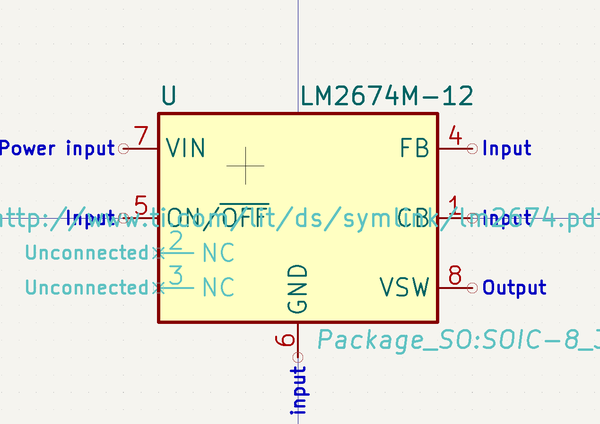 U LM2674M-12
Power input 7 VIN FB 4 Input
Input 5 ON/OFF CB 1 Input
http://www.ti.com/lit/ds/symlink/lm2674.pd
Unconnected 2 NC
Unconnected 3 NC VSW 8 Output
GND
6
input
Package_SO:SOIC-8_3